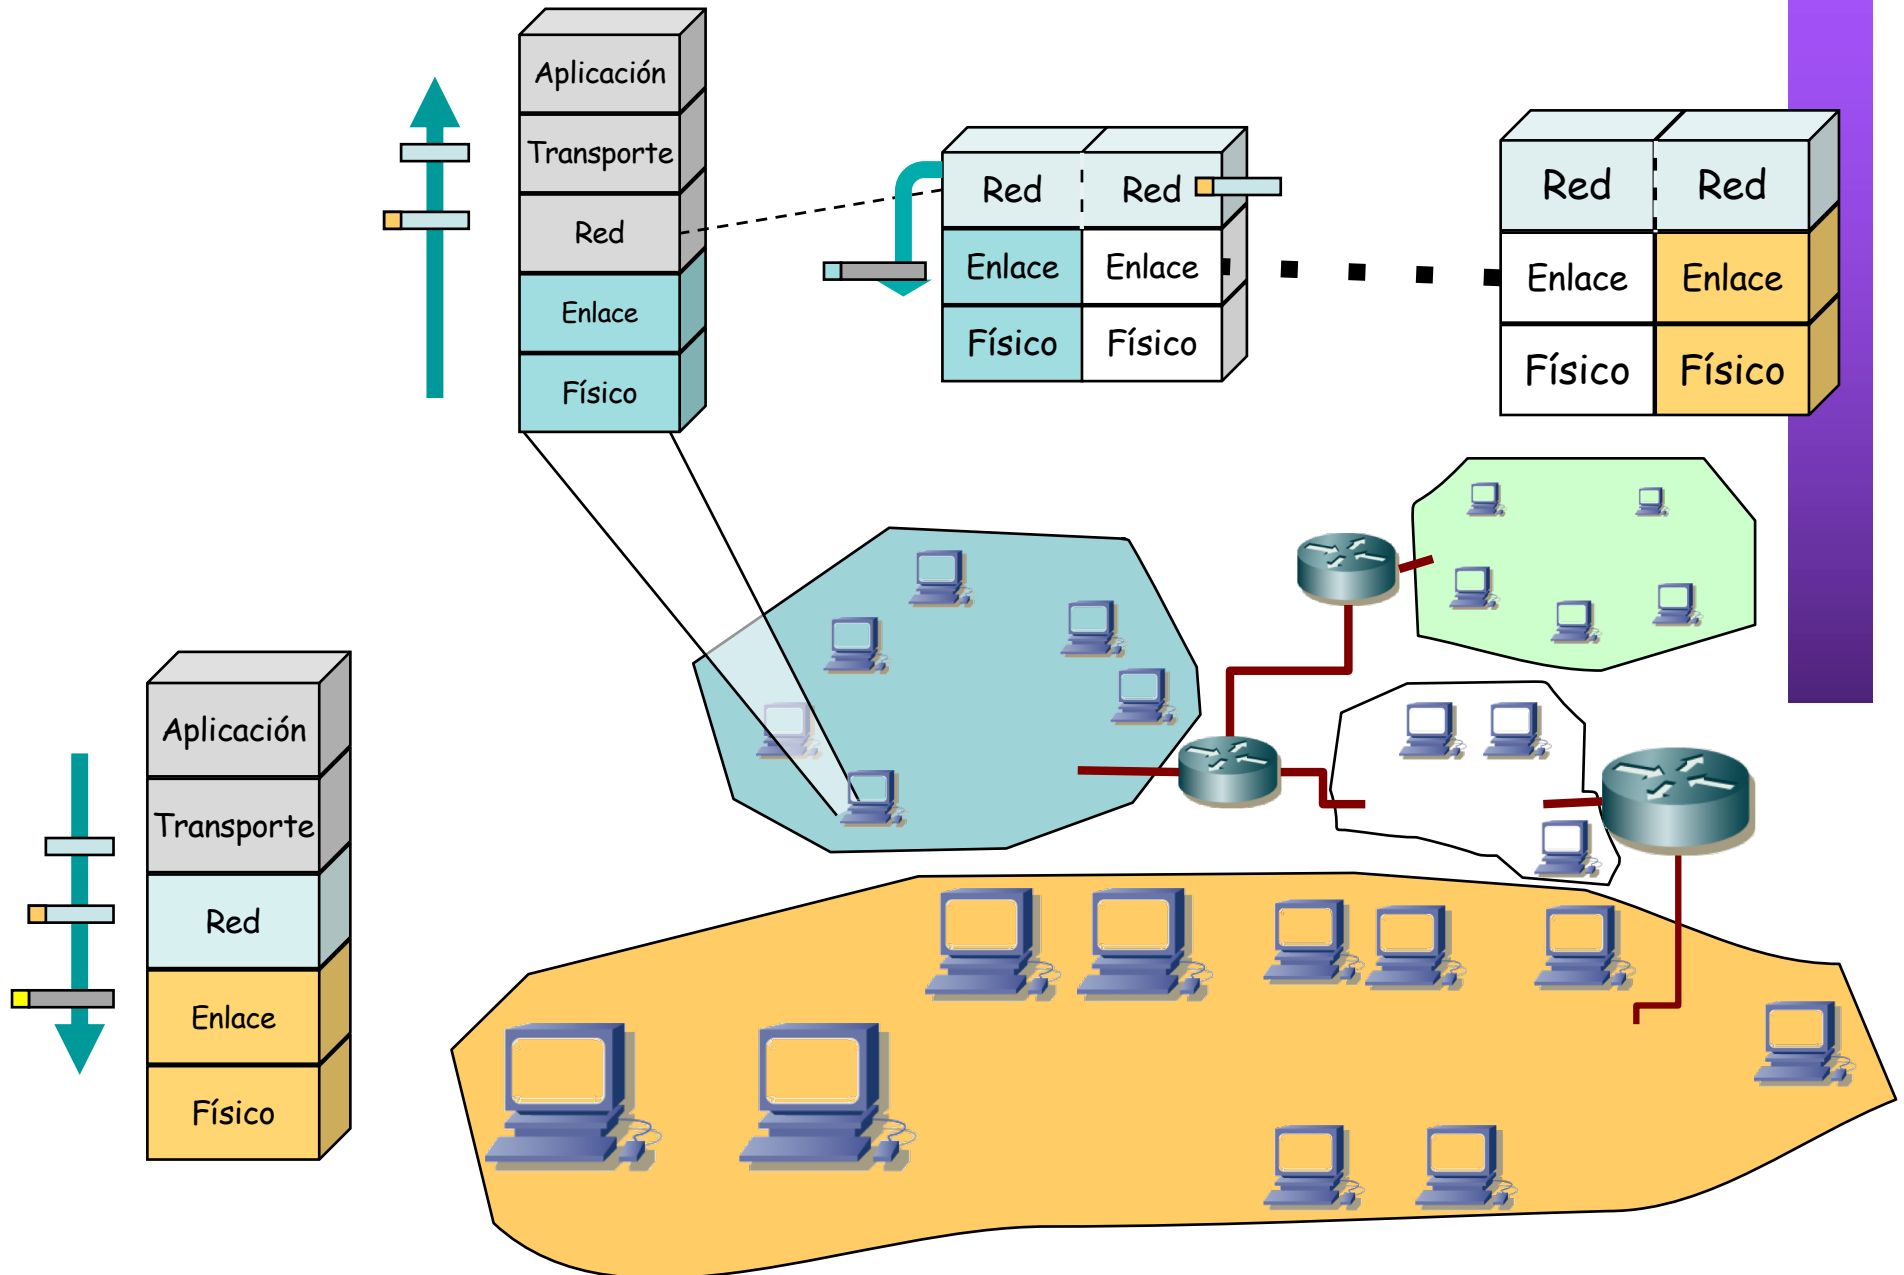 Aplicación
Transporte
Red
Enlace
Físico
Red Red
Enlace Enlace
Físico Físico
Red Red
Enlace Enlace
Físico Físico
Aplicación
Transporte
Red
Enlace
Físico